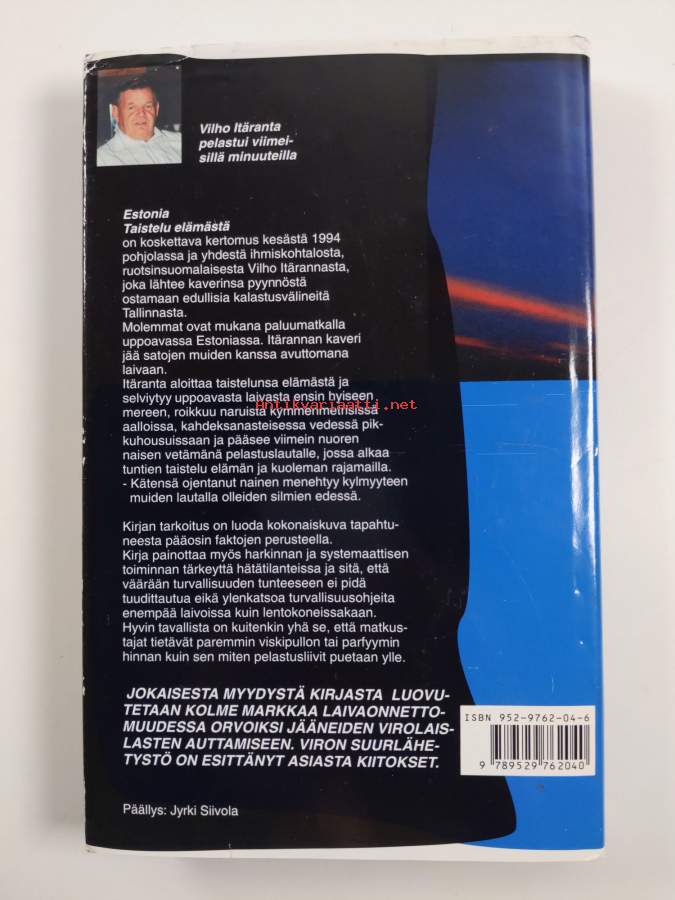 Vilho Itäranta
pelastui viimei-
sillä minuuteilla
Estonia
Taistelu elämästä
on koskettava kertomus kesästä 1994
pohjolassa ja yhdestä ihmiskohtalosta,
ruotsinsuomalaisesta Vilho Itärannasta,
joka lähtee kaverinsa pyynnöstä
ostamaan edullisia kalastusvälineitä
Tallinnasta.
Molemmat ovat mukana paluumatkalla
uppoavassa Estoniassa. Itärannan kaveri
jää satojen muiden kanssa avuttomana
laivaan.
Itäranta aloittaa taistelunsa elämästä ja
selviytyy uppoavasta laivasta ensin hyiseen
mereen, roikkuu naruista kymmenmetrisissä
Antikvariaatti.net
aalloissa, kahdeksanasteisessa vedessä pik-
kuhousuissaan ja pääsee viimein nuoren
naisen vetämänä pelastuslautalle, jossa alkaa
tuntien taistelu elämän ja kuoleman rajamailla.
- Kätensä ojentanut nainen menehtyy kylmyyteen
muiden lautalla olleiden silmien edessä.
Kirjan tarkoitus on luoda kokonaiskuva tapahtu-
neesta pääosin faktojen perusteella.
Kirja painottaa myös harkinnan ja systemaattisen
toiminnan tärkeyttä hätätilanteissa ja sitä, että
väärään turvallisuuden tunteeseen ei pidä
tuudittautua eikä ylenkatsoa turvallisuusohjeita
enempää laivoissa kuin lentokoneissakaan.
Hyvin tavallista on kuitenkin yhä se, että matkus-
tajat tietävät paremmin viskipullon tai parfyymin
hinnan kuin sen miten pelastusliivit puetaan ylle.
JOKAISESTA MYYDYSTÄ KIRJASTA LUOVU-
TETAAN KOLME MARKKAA LAIVAONNETTO-
MUUDESSA ORVOIKSI JÄÄNEIDEN VIROLAIS-
LASTEN AUTTAMISEEN. VIRON SUURLÄHE-
TYSTÖ ON ESITTÄNYT ASIASTA KIITOKSET.
ISBN 952-9762-04-6
9 789529 762040
Päällys: Jyrki Siivola